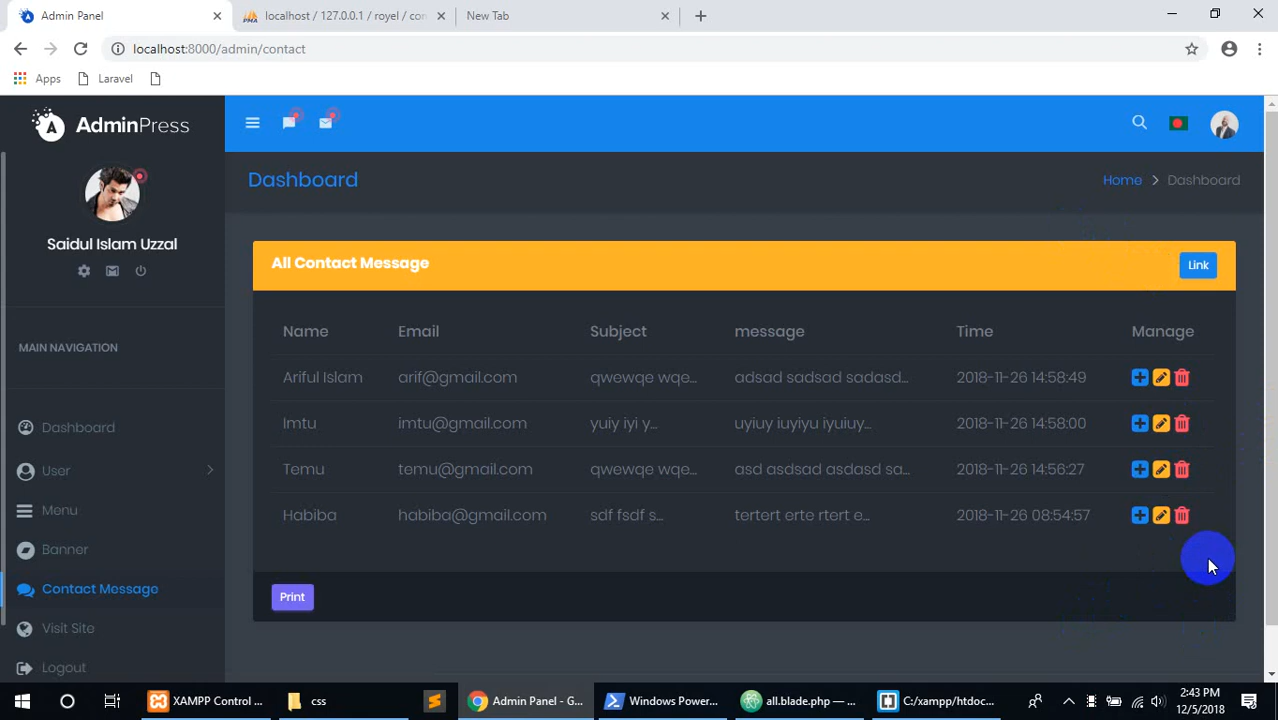 Admin Panel
localhost / 127.0.0.1 / royel / con
New Tab
localhost:8000/admin/contact
Apps
Laravel
AdminPress
Dashboard
Home > Dashboard
Saidul Islam Uzzal
All Contact Message
Link
MAIN NAVIGATION
Name Email Subject message Time Manage
Ariful Islam arif@gmail.com qwewqe wqe... adsad sadsad sadasd... 2018-11-26 14:58:49
Imtu imtu@gmail.com yuiy iyi y... uyiuy iuyiyu iyuiuy... 2018-11-26 14:58:00
Temu temu@gmail.com qwewqe wqe... asd asdsad asdasd sa... 2018-11-26 14:56:27
Habiba habiba@gmail.com sdf fsdf s... tertert erte rtert e... 2018-11-26 08:54:57
Dashboard
User
Menu
Banner
Contact Message
Visit Site
Logout
Print
XAMPP Control ...
css
Admin Panel - G...
Windows Power...
all.blade.php — ...
C:/xampp/htdoc...
2:43 PM
12/5/2018